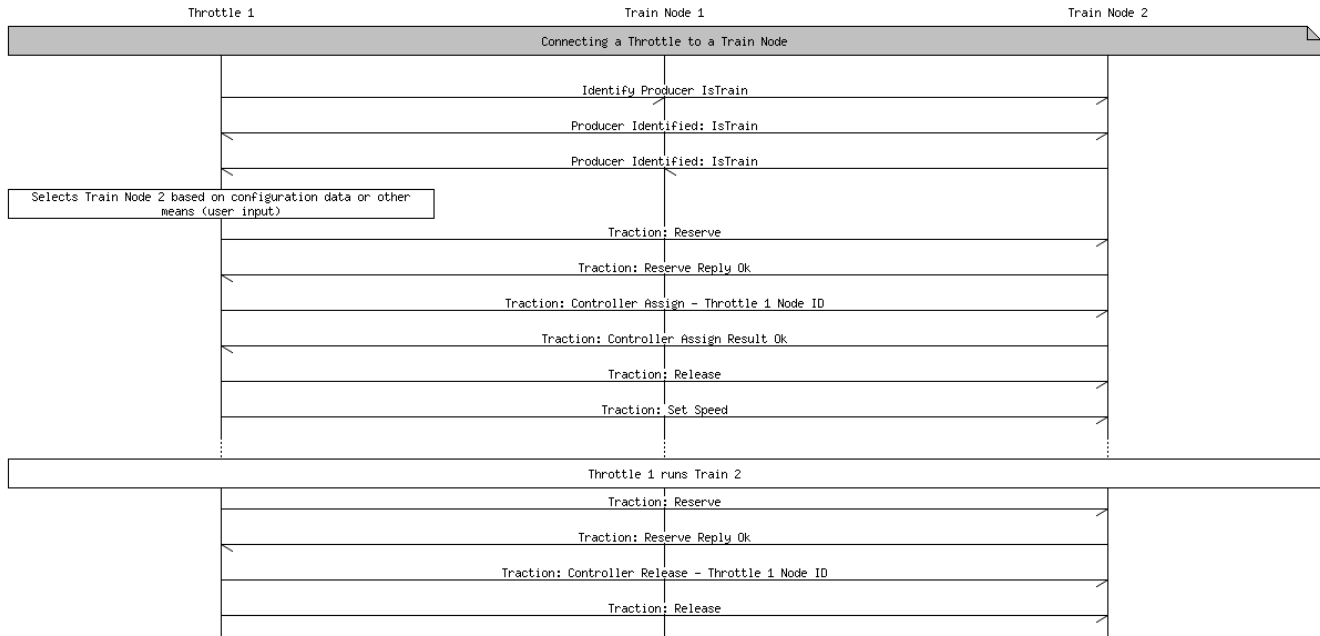 Throttle 1
Train Node 1
Train Node 2
Connecting a Throttle to a Train Node
Identify Producer IsTrain
Producer Identified: IsTrain
Producer Identified: IsTrain
Selects Train Node 2 based on configuration data or other
means (user input)
Traction: Reserve
Traction: Reserve Reply Ok
Traction: Controller Assign - Throttle 1 Node ID
Traction: Controller Assign Result Ok
Traction: Release
Traction: Set Speed
Throttle 1 runs Train 2
Traction: Reserve
Traction: Reserve Reply Ok
Traction: Controller Release - Throttle 1 Node ID
Traction: Release